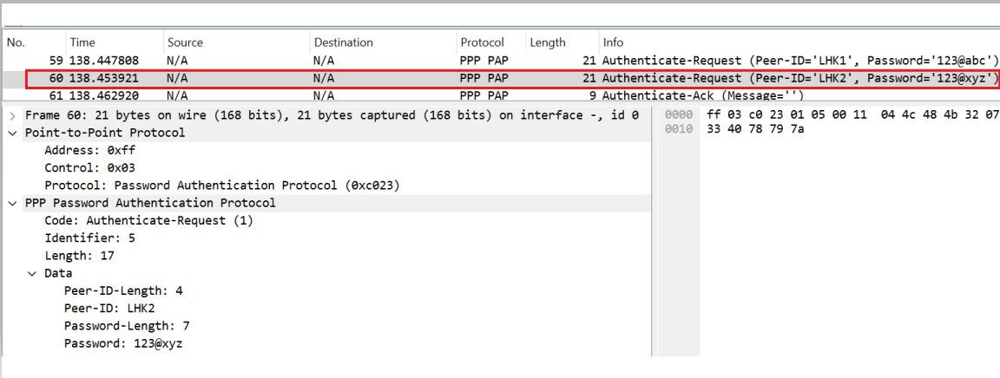 No. Time Source Destination Protocol Length Info
59 138.447808 N/A N/A PPP PAP 21 Authenticate-Request (Peer-ID='LHK1', Password='123@abc')
60 138.453921 N/A N/A PPP PAP 21 Authenticate-Request (Peer-ID='LHK2', Password='123@xyz')
61 138.462920 N/A N/A PPP PAP 9 Authenticate-Ack (Message='')
Frame 60: 21 bytes on wire (168 bits), 21 bytes captured (168 bits) on interface -, id 0
Point-to-Point Protocol
Address: 0xff
Control: 0x03
Protocol: Password Authentication Protocol (0xc023)
PPP Password Authentication Protocol
Code: Authenticate-Request (1)
Identifier: 5
Length: 17
Data
Peer-ID-Length: 4
Peer-ID: LHK2
Password-Length: 7
Password: 123@xyz
0000 ff 03 c0 23 01 05 00 11 04 4c 48 4b 32 07
0010 33 40 78 79 7a